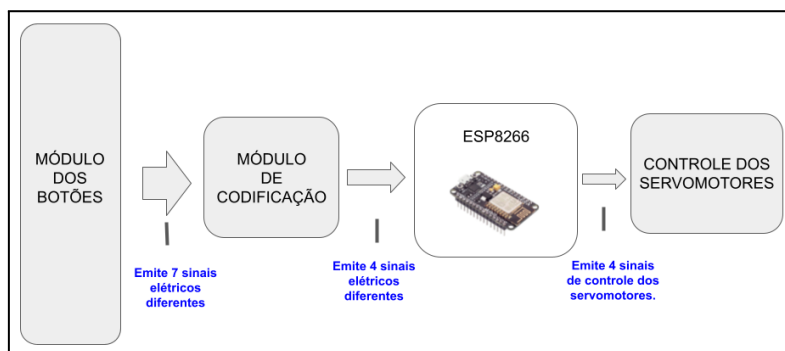 MÓDULO
DOS
BOTÕES
MÓDULO
DE
CODIFICAÇÃO
ESP8266
CONTROLE DOS
SERVOMOTORES
Emite 7 sinais
elétricos
diferentes
Emite 4 sinais
elétricos
diferentes
Emite 4 sinais
de controle dos
servomotores.